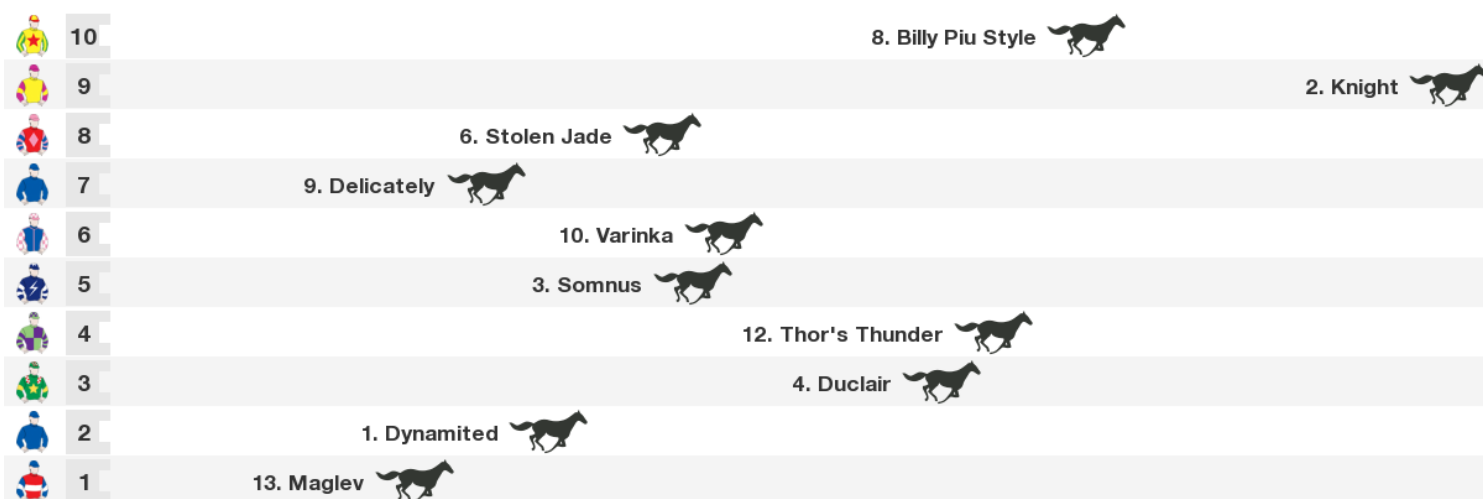 10 8. Billy Piu Style
9 2. Knight
8 6. Stolen Jade
7 9. Delicately
6 10. Varinka
5 3. Somnus
4 12. Thor's Thunder
3 4. Duclair
2 1. Dynamited
1 13. Maglev